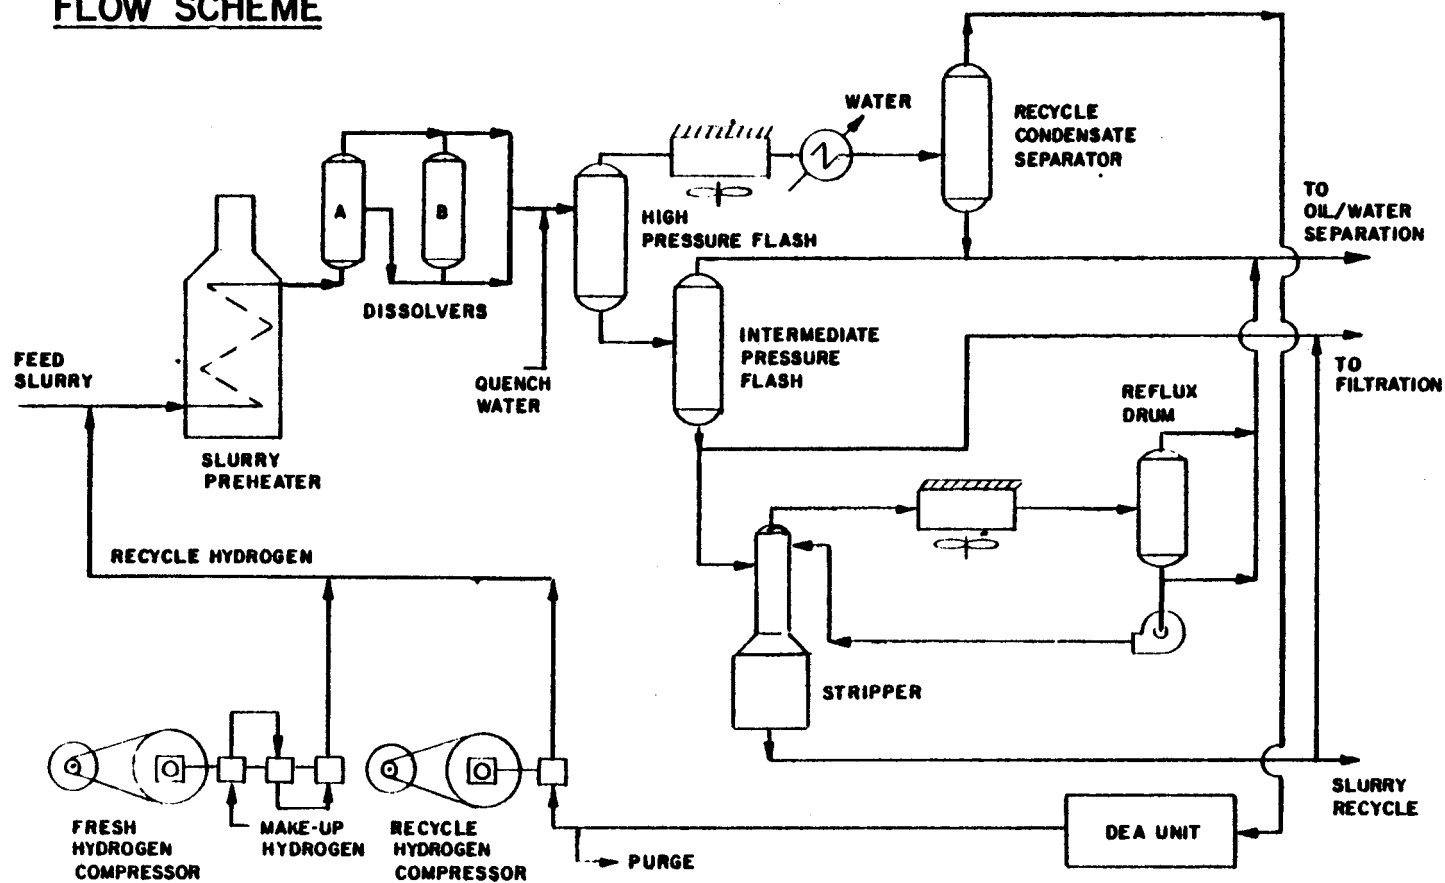 FLOW SCHEME
WATER
RECYCLE
CONDENSATE
SEPARATOR
A
B
HIGH
PRESSURE FLASH
TO
OIL/WATER
SEPARATION
DISSOLVERS
INTERMEDIATE
PRESSURE
FLASH
FEED
SLURRY
QUENCH
WATER
TO
FILTRATION
REFLUX
DRUM
SLURRY
PREHEATER
RECYCLE HYDROGEN
STRIPPER
SLURRY
RECYCLE
FRESH
HYDROGEN
COMPRESSOR
MAKE-UP
HYDROGEN
RECYCLE
HYDROGEN
COMPRESSOR
PURGE
DEA UNIT